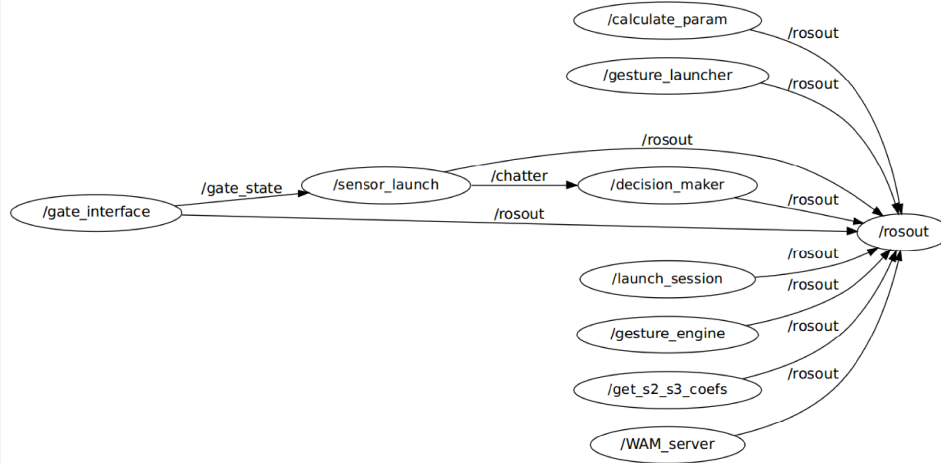 /calculate_param
/rosout
/gesture_launcher
/rosout
/rosout
/gate_state
/sensor_launch
/chatter
/decision_maker
/rosout
/gate_interface
/rosout
/rosout
/rosout
/launch_session
/rosout
/gesture_engine
/rosout
/get_s2_s3_coefs
/rosout
/WAM_server